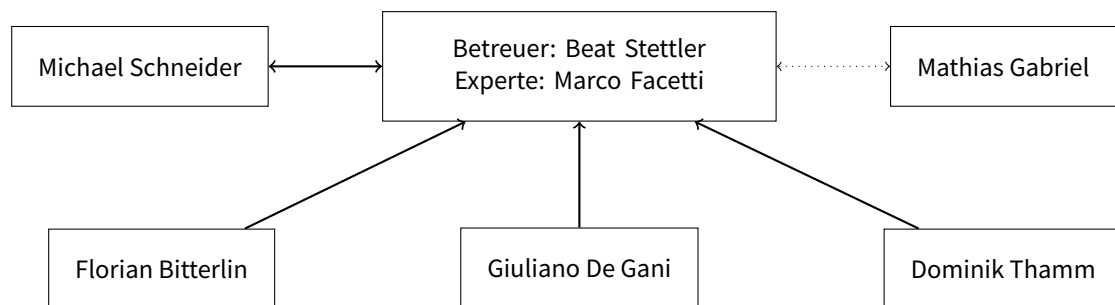 Michael Schneider
Betreuer: Beat Stettler
Experte: Marco Facetti
Mathias Gabriel
Florian Bitterlin
Giuliano De Gani
Dominik Thamm